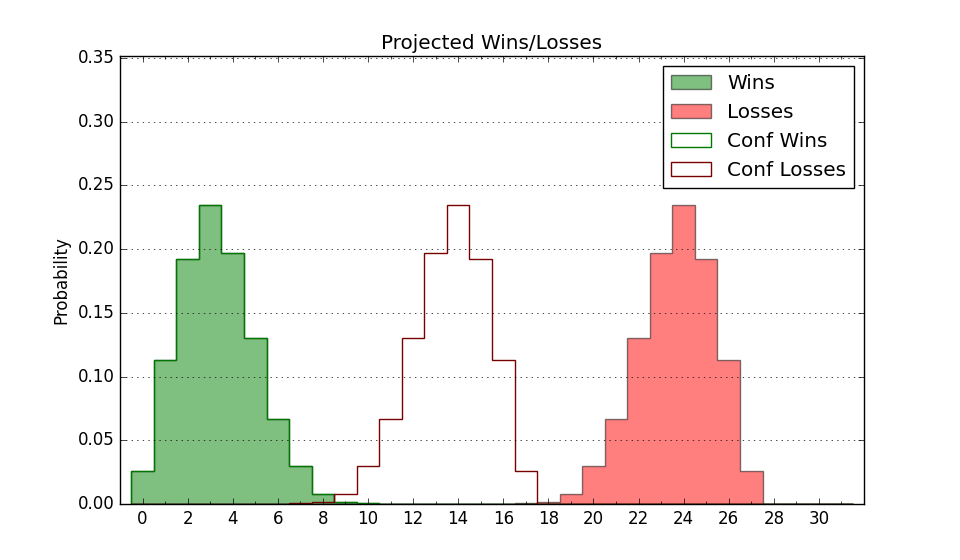 Projected Wins/Losses
0.35
0.30
0.25
0.20
0.15
0.10
0.05
0.00
Probability
Wins
Losses
Conf Wins
Conf Losses
0 2 4 6 8 10 12 14 16 18 20 22 24 26 28 30